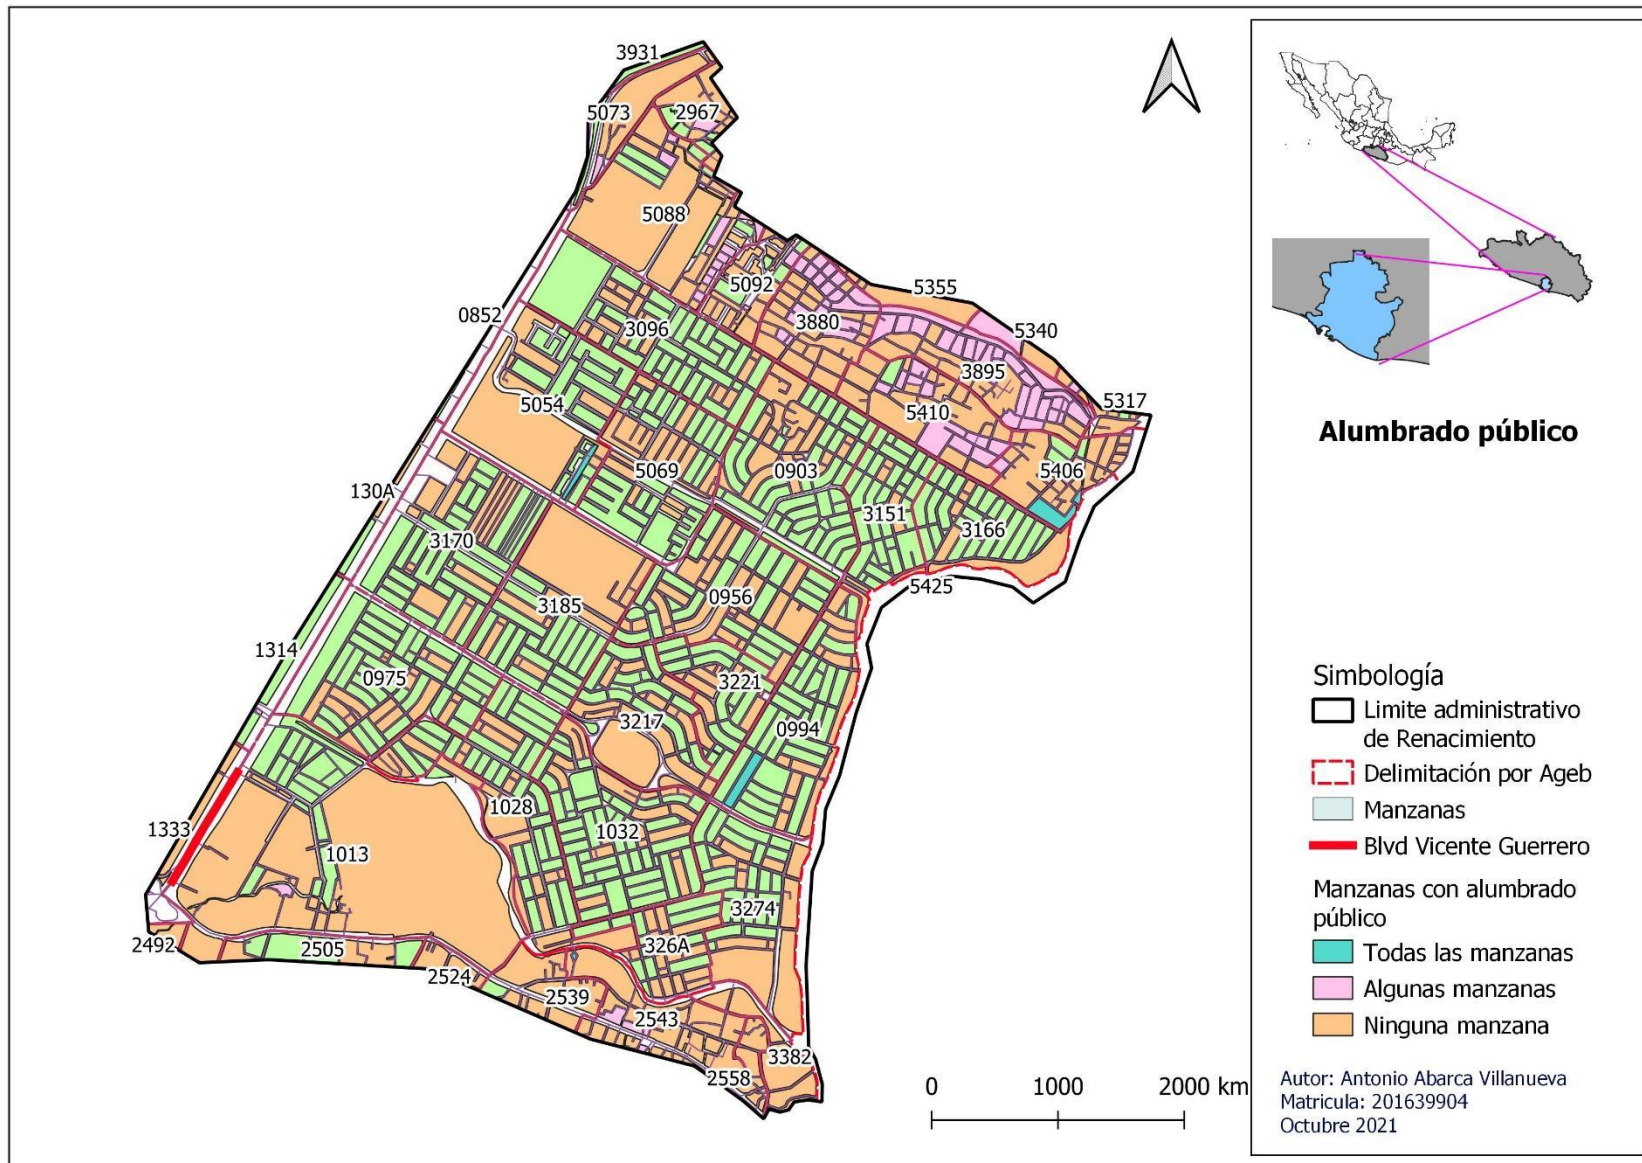 3931
5073
2967
5088
5092
5355
0852
3096
3880
5340
3895
5054
5410
5317
5069
0903
5406
130A
3151
3166
3170
5425
3185
0956
1314
0975
3221
3217
0994
1028
1333
1032
1013
3274
2492
2505
326A
2524
2539
2543
3382
2558
0 1000 2000 km
Alumbrado público
Simbología
Limite administrativo
de Renacimiento
Delimitación por Ageb
Manzanas
Blvd Vicente Guerrero
Manzanas con alumbrado
público
Todas las manzanas
Algunas manzanas
Ninguna manzana
Autor: Antonio Abarca Villanueva
Matricula: 201639904
Octubre 2021